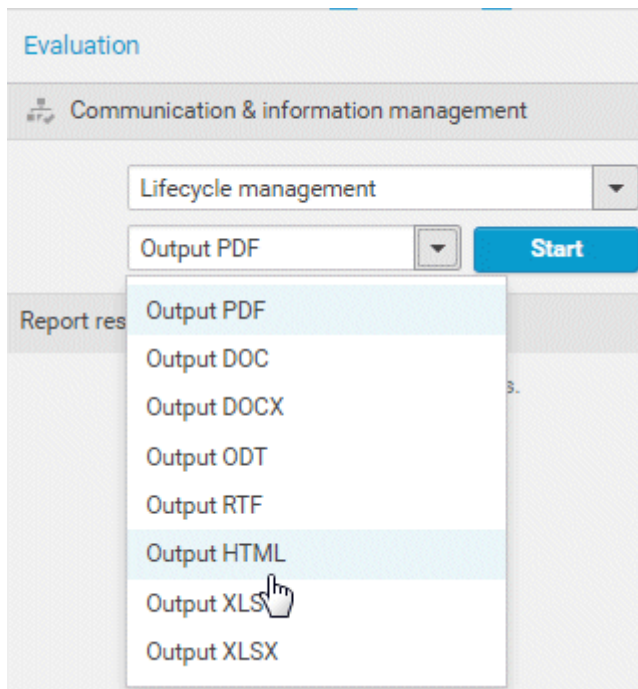 Evaluation
Communication & information management
Lifecycle management
Output PDF
Start
Output PDF
Report res
Output DOC
s.
Output DOCX
Output ODT
Output RTF
Output HTML
Output XLS
Output XLSX